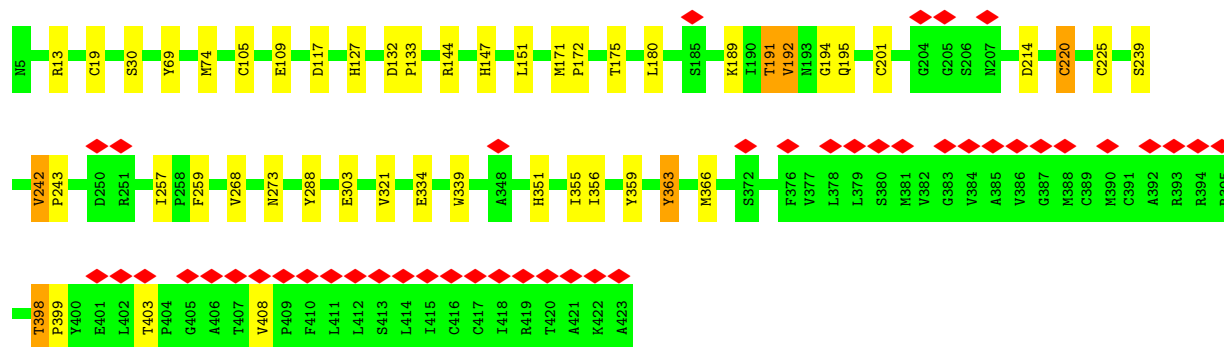 N5 R13 C19 S30 Y69 M74 C105 E109 D117 H127 D132 P133 R144 H147 L151 M171 P172 T175 L180 S185 K189 I190 T191 V192 N193 G194 Q195 C201 G204 G205 S206 N207 D214 C220 C225 S239
V242 P243 D250 R251 I257 P258 F259 V268 N273 Y288 E303 V321 E334 W339 A348 H351 I355 I356 Y359 Y363 M366 S372 F376 V377 L378 L379 S380 M381 V382 G383 V384 A385 V386 G387 M388 C389 M390 C391 A392 R393 R394 R395
T398 P399 Y400 E401 L402 T403 P404 G405 A406 T407 V408 P409 F410 L411 L412 S413 L414 I415 C416 C417 I418 R419 T420 A421 K422 A423